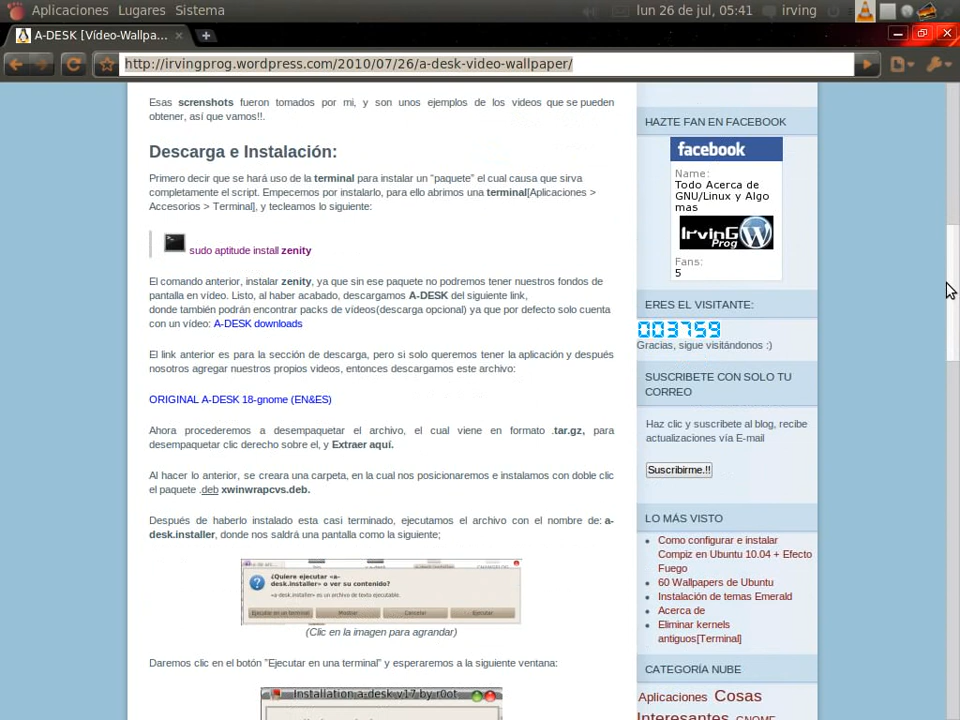 Aplicaciones Lugares Sistema
lun 26 de jul, 05:41 irving
A-DESK [Vídeo-Wallpa...
http://irvingprog.wordpress.com/2010/07/26/a-desk-video-wallpaper/
Esas screnshots fueron tomados por mi, y son unos ejemplos de los videos que se pueden
obtener, así que vamos!!.
Descarga e Instalación:
Primero decir que se hará uso de la terminal para instalar un “paquete” el cual causa que sirva
completamente el script. Empecemos por instalarlo, para ello abrimos una terminal[Aplicaciones >
Accesorios > Terminal], y tecleamos lo siguiente:
sudo aptitude install zenity
El comando anterior, instalar zenity, ya que sin ese paquete no podremos tener nuestros fondos de
pantalla en vídeo. Listo, al haber acabado, descargamos A-DESK del siguiente link,
donde también podrán encontrar packs de vídeos(descarga opcional) ya que por defecto solo cuenta
con un vídeo: A-DESK downloads
El link anterior es para la sección de descarga, pero si solo queremos tener la aplicación y después
nosotros agregar nuestros propios videos, entonces descargamos este archivo:
ORIGINAL A-DESK 18-gnome (EN&ES)
Ahora procederemos a desempaquetar el archivo, el cual viene en formato .tar.gz, para
desempaquetar clic derecho sobre el, y Extraer aquí.
Al hacer lo anterior, se creara una carpeta, en la cual nos posicionaremos e instalamos con doble clic
el paquete .deb xwinwrapcvs.deb.
Después de haberlo instalado esta casi terminado, ejecutamos el archivo con el nombre de: a-
desk.installer, donde nos saldrá una pantalla como la siguiente;
¿Quiere ejecutar «a-
desk.installer» o ver su contenido?
«a-desk.installer» es un archivo de texto ejecutable.
Ejecutar en un terminal Mostrar Cancelar Ejecutar
(Clic en la imagen para agrandar)
Daremos clic en el botón “Ejecutar en una terminal” y esperaremos a la siguiente ventana:
Installation a-desk v17 by r0ot
HAZTE FAN EN FACEBOOK
facebook
Name:
Todo Acerca de
GNU/Linux y Algo
mas
IrvinG
Prog
Fans:
5
ERES EL VISITANTE:
003759
Gracias, sigue visitándonos :)
SUSCRIBETE CON SOLO TU
CORREO
Haz clic y suscribete al blog, recibe
actualizaciones vía E-mail
Suscribirme.!!
LO MÁS VISTO
Como configurar e instalar
Compiz en Ubuntu 10.04 + Efecto
Fuego
60 Wallpapers de Ubuntu
Instalación de temas Emerald
Acerca de
Eliminar kernels
antiguos[Terminal]
CATEGORÍA NUBE
Aplicaciones Cosas
Interesantes GNOME